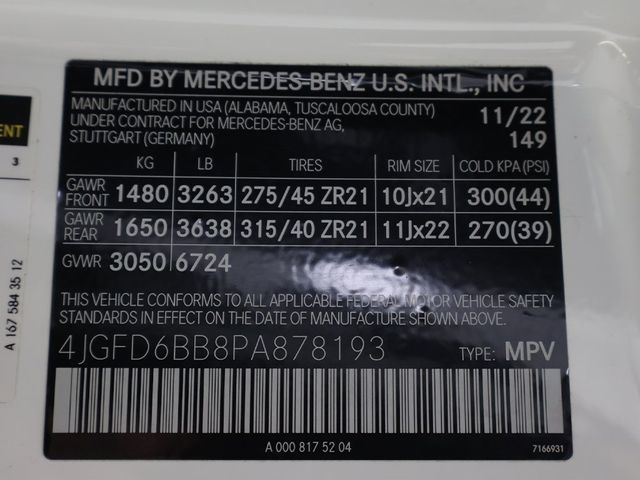 MFD BY MERCEDES-BENZ U.S. INTL., INC
MANUFACTURED IN USA (ALABAMA, TUSCALOOSA COUNTY)
UNDER CONTRACT FOR MERCEDES-BENZ AG,
STUTTGART (GERMANY)
11/22
149
KG LB TIRES RIM SIZE COLD KPA (PSI)
GAWR FRONT 1480 3263 275/45 ZR21 10Jx21 300(44)
GAWR REAR 1650 3638 315/40 ZR21 11Jx22 270(39)
GVWR 3050 6724
THIS VEHICLE CONFORMS TO ALL APPLICABLE FEDERAL MOTOR VEHICLE SAFETY
STANDARDS IN EFFECT ON THE DATE OF MANUFACTURE SHOWN ABOVE.
4JGFD6BB8PA878193 TYPE: MPV
A 000 817 52 04
7166931
ENT
3
A 167 584 35 12